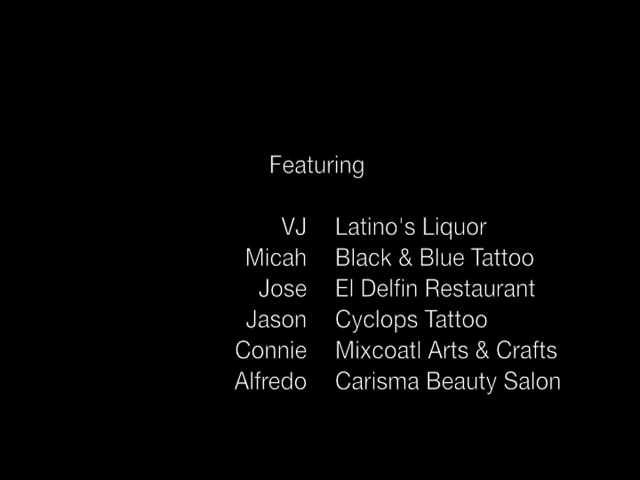 Featuring
VJ Latino's Liquor
Micah Black & Blue Tattoo
Jose El Delfin Restaurant
Jason Cyclops Tattoo
Connie Mixcoatl Arts & Crafts
Alfredo Carisma Beauty Salon